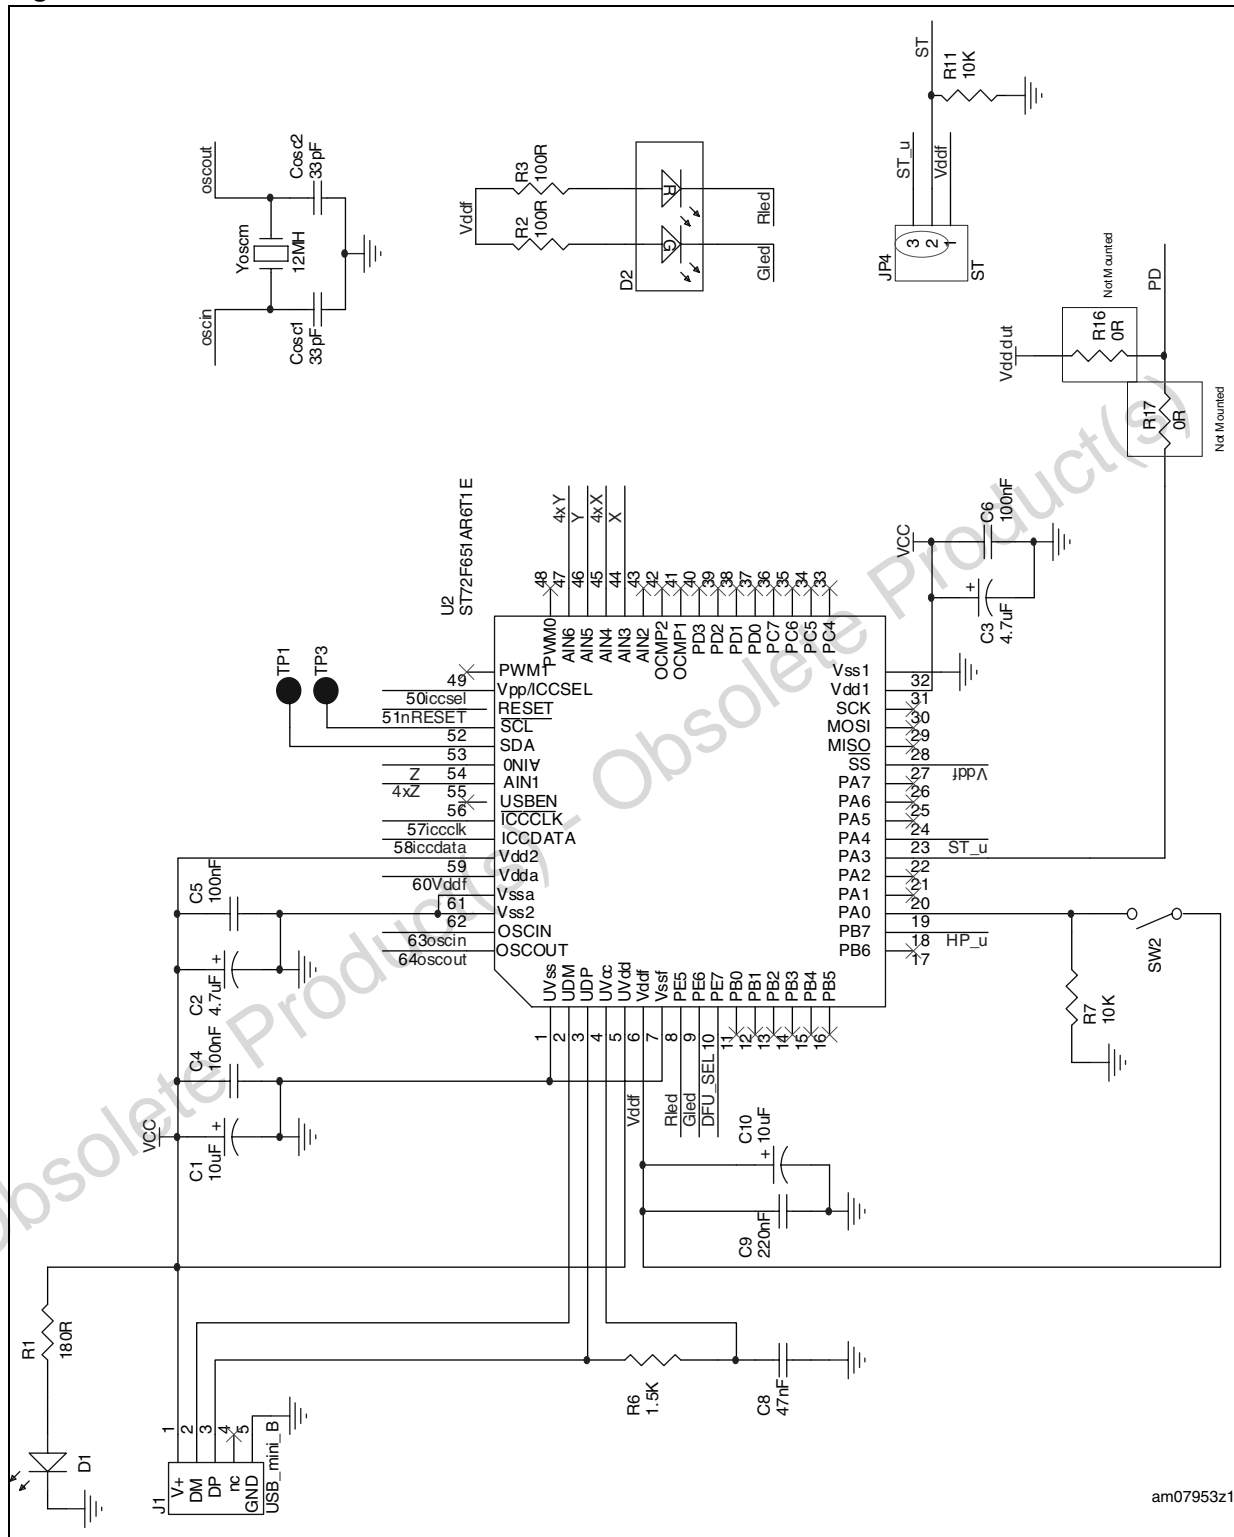 oscout
Cosc2
33pF
Yoscm
12MH
oscin
Cosc1
33pF
Vddf
R3
100R
R2
100R
R
G
D2
Rled
Gled
ST
R11
10K
ST_u
Vddf
3
2
1
JP4
ST
Not Mounted
R16
0R
PD
Vdddut
R17
0R
Not Mounted
U2
ST72F651AR6T1E
4xY
Y
4xX
X
48
47
46
45
44
43
42
41
40
39
38
37
36
35
34
33
PWM0
AIN6
AIN5
AIN4
AIN3
AIN2
OCMP2
OCMP1
PD3
PD2
PD1
PD0
PC7
PC6
PC5
PC4
TP1
TP3
49
50iccsel
51nRESET
52
53
Z
54
4xZ
55
56
57iccclk
58iccdata
59
60Vddf
61
62
63oscin
64oscout
PWM1
Vpp/ICCSEL
RESET
SCL
SDA
AIN0
AIN1
USBEN
ICCCLK
ICCDATA
Vdd2
Vdda
Vssa
Vss2
OSCIN
OSCOUT
Vss1
Vdd1
SCK
MOSI
MISO
SS
PA7
PA6
PA5
PA4
PA3
PA2
PA1
PA0
PB7
PB6
32
31
30
29
28
27
26
25
24
23
22
21
20
19
18
17
Vddf
ST_u
HP_u
VCC
C6
100nF
C3
4.7uF
+
SW2
R7
10K
UVss
UDM
UDP
UVcc
UVdd
Vddf
Vssf
PE5
PE6
PE7
PB0
PB1
PB2
PB3
PB4
PB5
1
2
3
4
5
6
7
8
9
10
11
12
13
14
15
16
Vddf
Rled
Gled
DFU_SEL
C5
100nF
C2
4.7uF
+
C4
100nF
VCC
C1
10uF
+
C10
10uF
+
C9
220nF
R1
180R
D1
R6
1.5K
C8
47nF
J1
V+
DM
DP
nc
GND
1
2
3
4
5
USB_mini_B
am07953z1
Obsolete Product(s) - Obsolete Product(s)